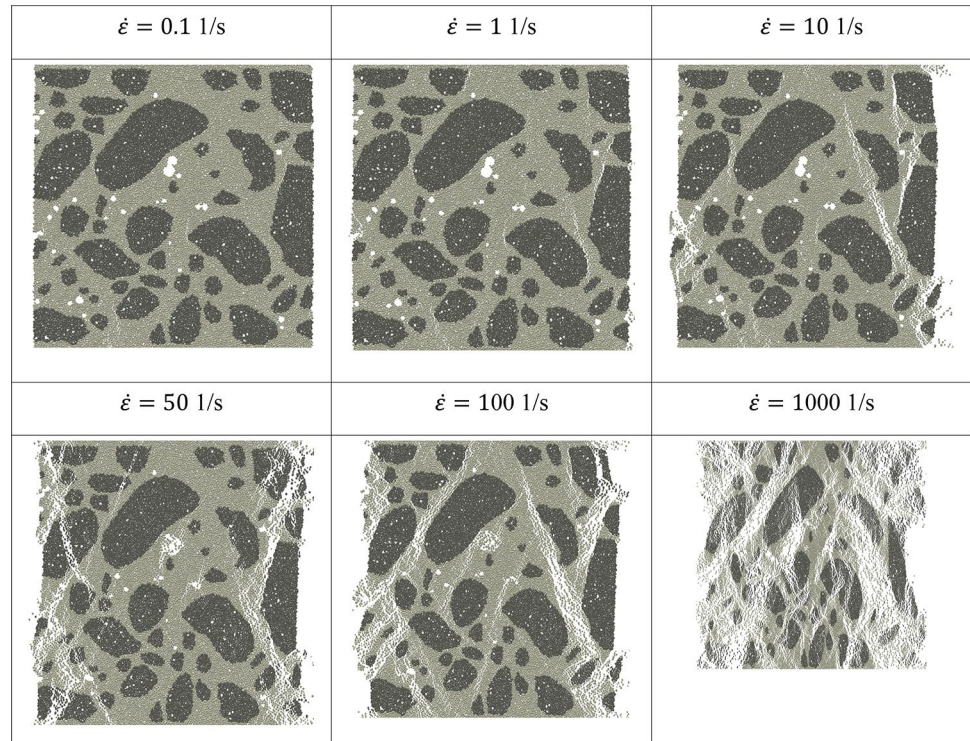 ε̇ = 0.1 1/s
ε̇ = 1 1/s
ε̇ = 10 1/s
ε̇ = 50 1/s
ε̇ = 100 1/s
ε̇ = 1000 1/s